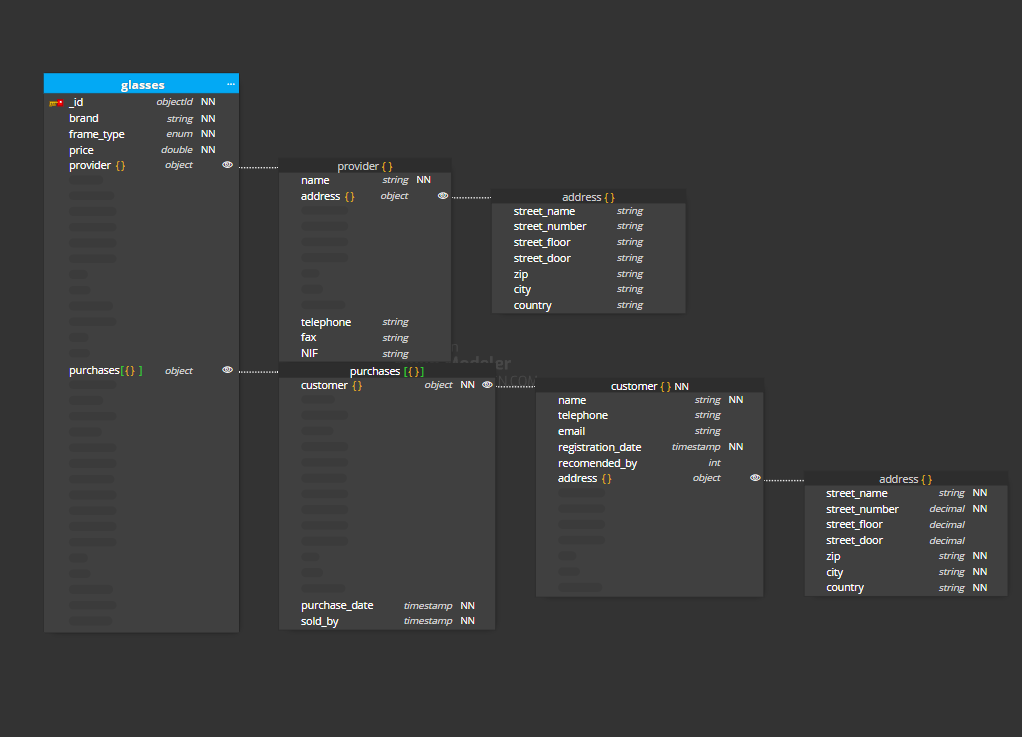 glasses ...
_id objectId NN
brand string NN
frame_type enum NN
price double NN
provider {} object
provider {}
name string NN
address {} object
address {}
street_name string
street_number string
street_floor string
street_door string
zip string
city string
country string
telephone string
fax string
NIF string
purchases[{} ] object
purchases [{}]
customer {} object NN
customer {} NN
name string NN
telephone string
email string
registration_date timestamp NN
recomended_by int
address {} object
address {}
street_name string NN
street_number decimal NN
street_floor decimal
street_door decimal
zip string NN
city string NN
country string NN
purchase_date timestamp NN
sold_by timestamp NN